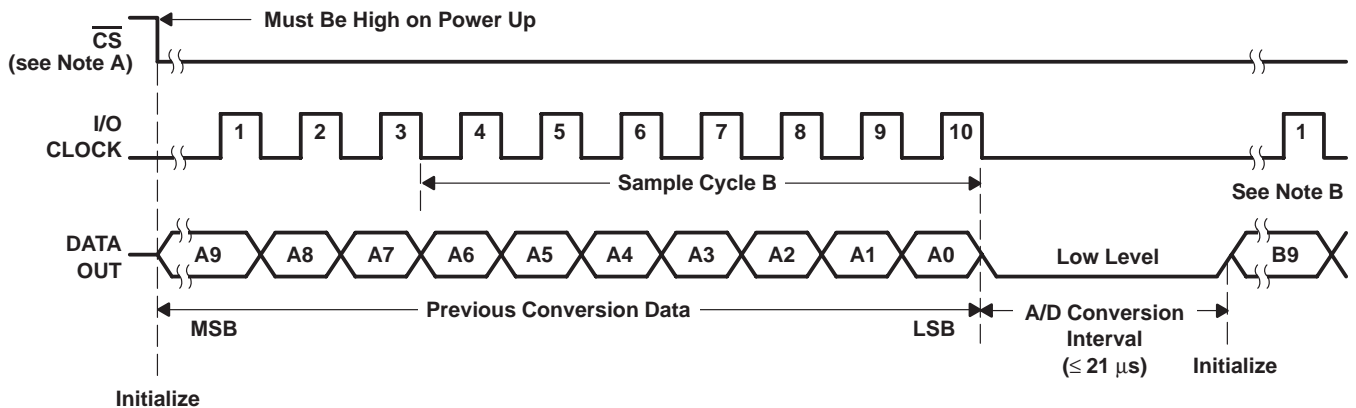 Must Be High on Power Up
CS
(see Note A)
I/O
CLOCK
1 2 3 4 5 6 7 8 9 10 1
Sample Cycle B
See Note B
DATA
OUT
A9 A8 A7 A6 A5 A4 A3 A2 A1 A0 Low Level B9
Previous Conversion Data
MSB LSB
A/D Conversion
Interval
(≤ 21 μs)
Initialize
Initialize